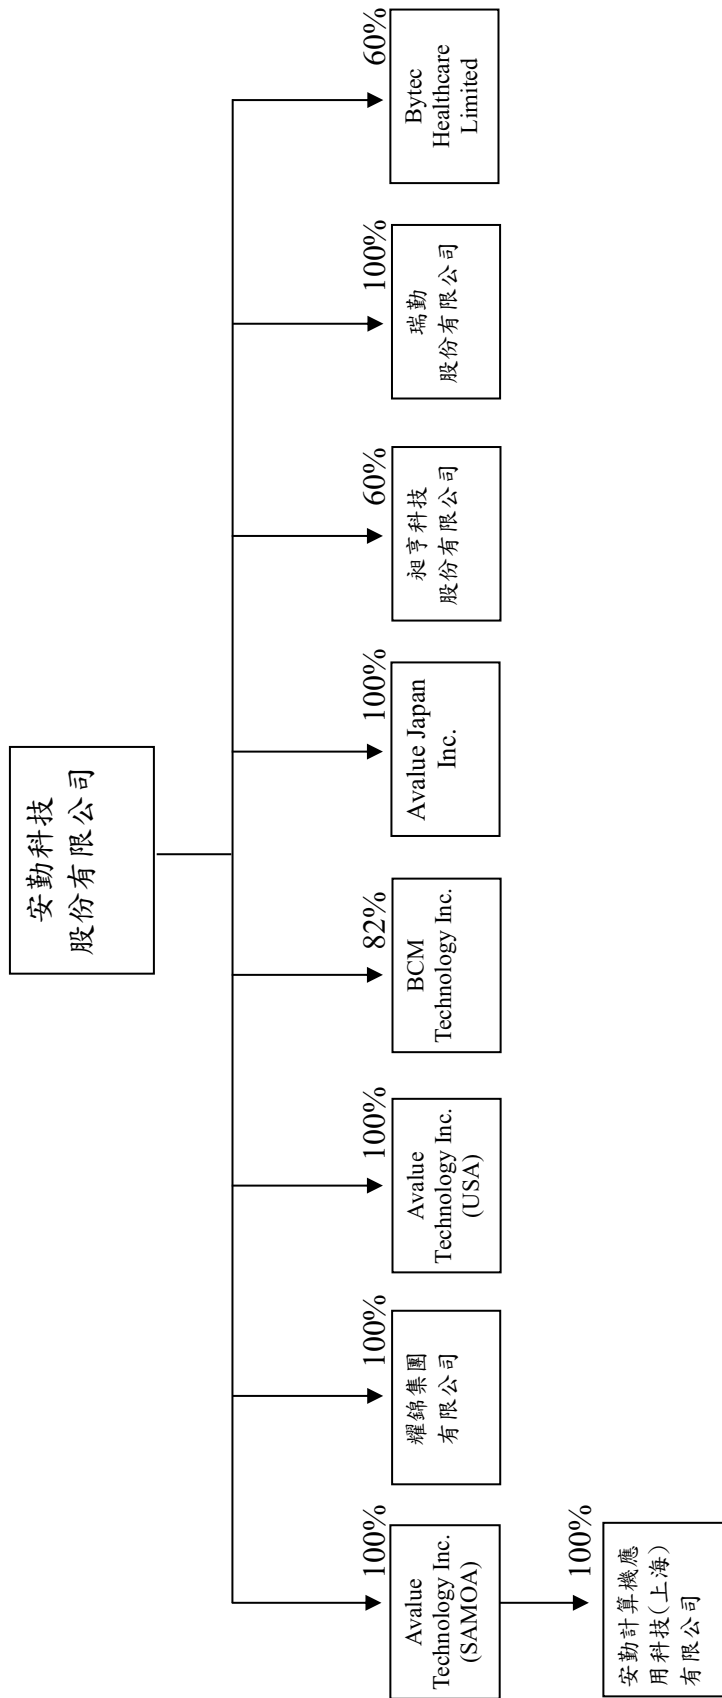 安勤科技
股份有限公司
100%
Avalue
Technology Inc.
(SAMOA)
100%
耀錦集團
有限公司
100%
Avalue
Technology Inc.
(USA)
82%
BCM
Technology Inc.
100%
Avalue Japan
Inc.
60%
昶亨科技
股份有限公司
100%
瑞勤
股份有限公司
60%
Bytec
Healthcare
Limited
100%
安勤計算機應
用科技(上海)
有限公司